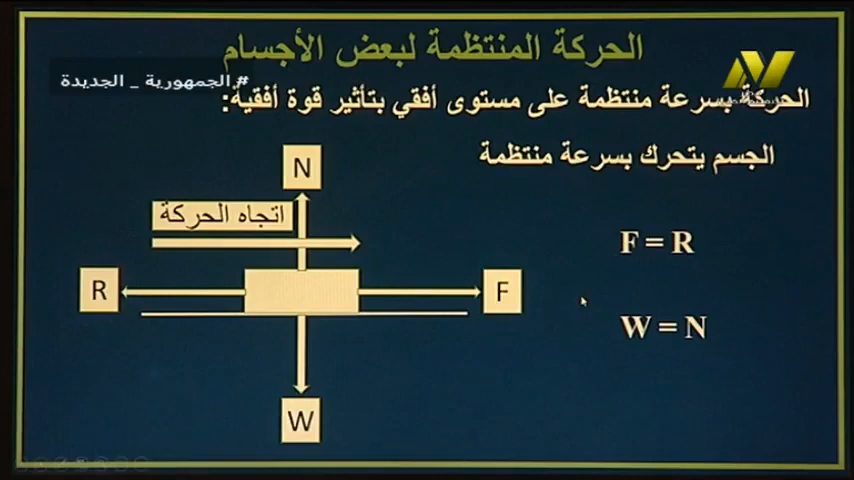 الحركة المنتظمة لبعض الأجسام
#الجمهورية _ الجديدة
الحركة بسرعة منتظمة على مستوى أفقي بتأثير قوة أفقية:
الجسم يتحرك بسرعة منتظمة
N
اتجاه الحركة
F = R
R
F
W = N
W